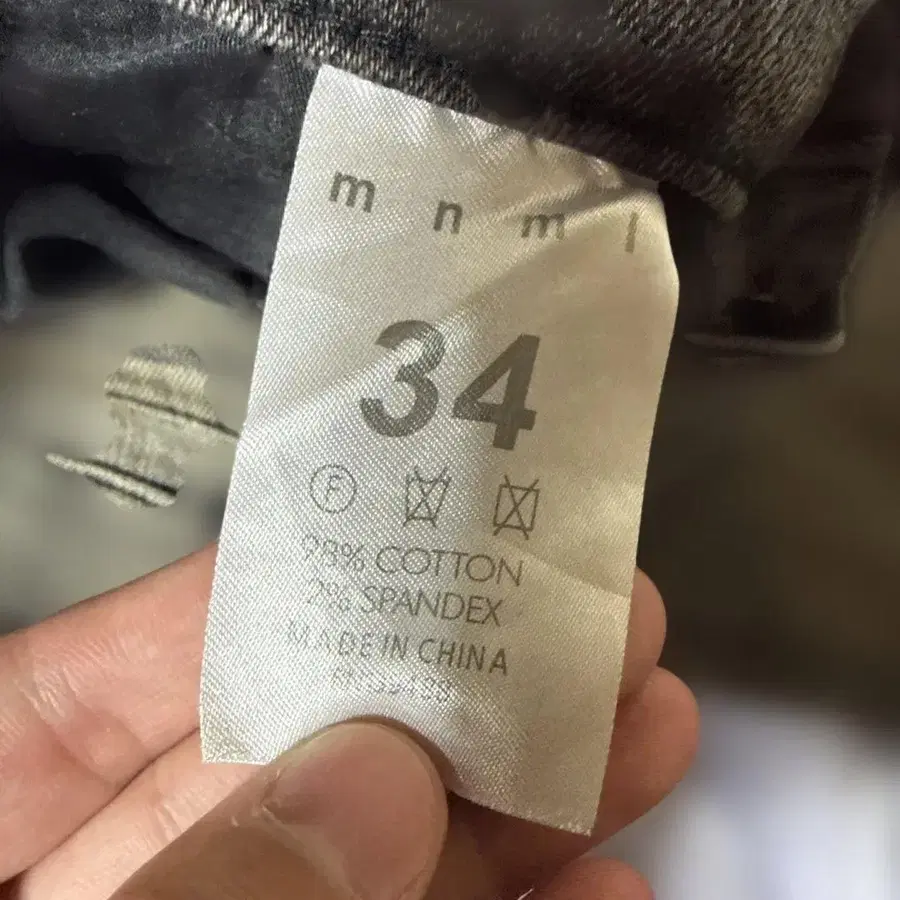 m n m l
34
F
98% COTTON
2% SPANDEX
MADE IN CHINA